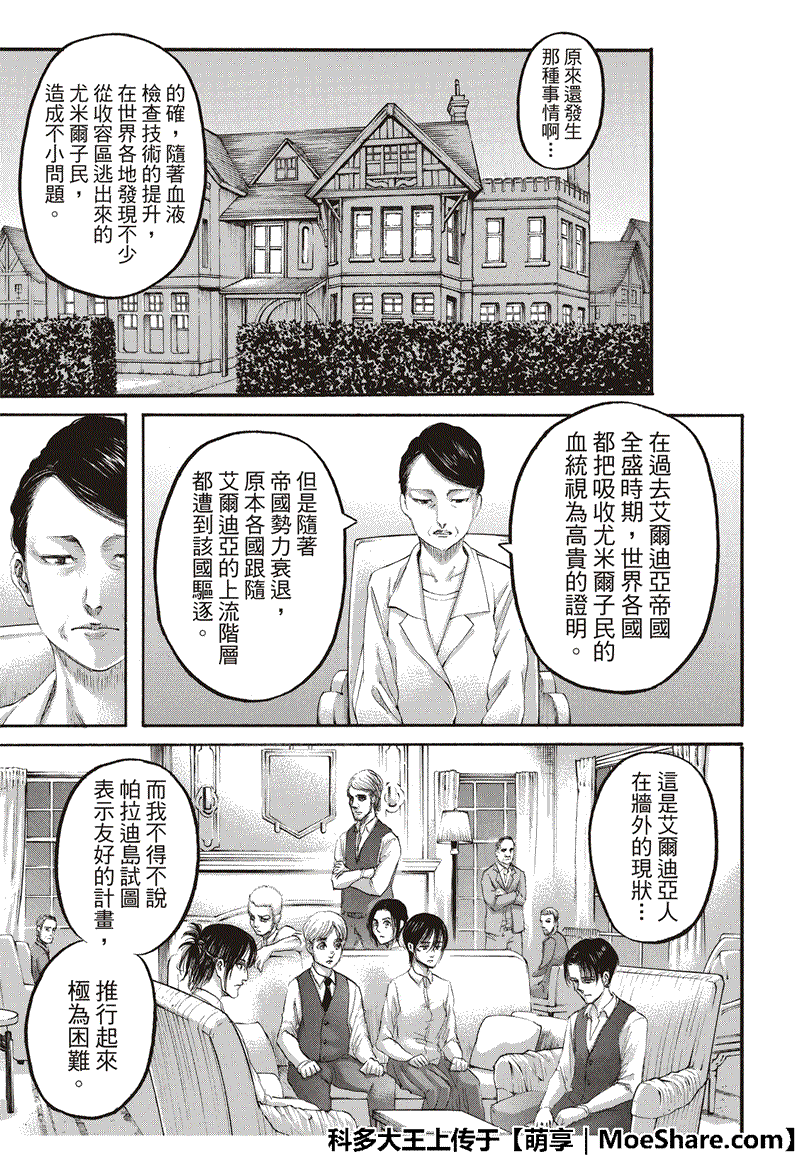 原來還發生
那種事情啊…
的確，隨著血液
檢查技術的提升，
在世界各地發現不少
從收容區逃出來的
尤米爾子民，
造成不小問題。
在過去艾爾迪亞帝國
全盛時期，世界各國
都把吸收尤米爾子民的
血統視為高貴的證明。
但是隨著
帝國勢力衰退，
原本各國跟隨
艾爾迪亞的上流階層
都遭到該國驅逐。
這是艾爾迪亞人
在牆外的現狀…
而我不得不說
帕拉迪島試圖
表示友好的計畫，
推行起來
極為困難。
科多大王上传于【萌享 | MoeShare.com】